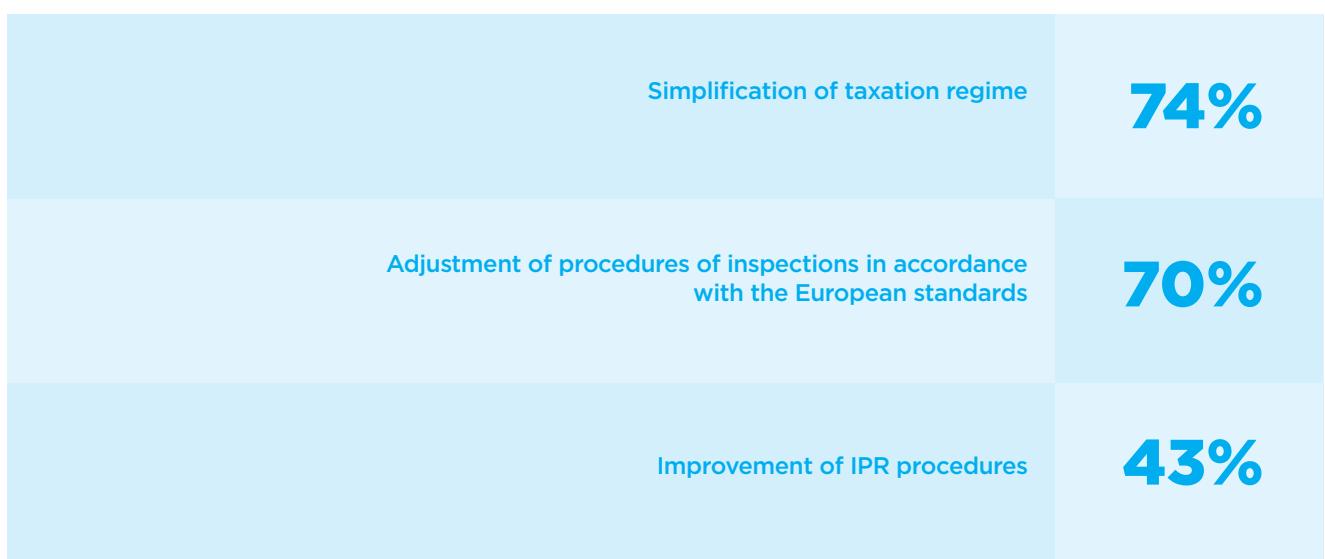 Simplification of taxation regime
74%
Adjustment of procedures of inspections in accordance
with the European standards
70%
Improvement of IPR procedures
43%